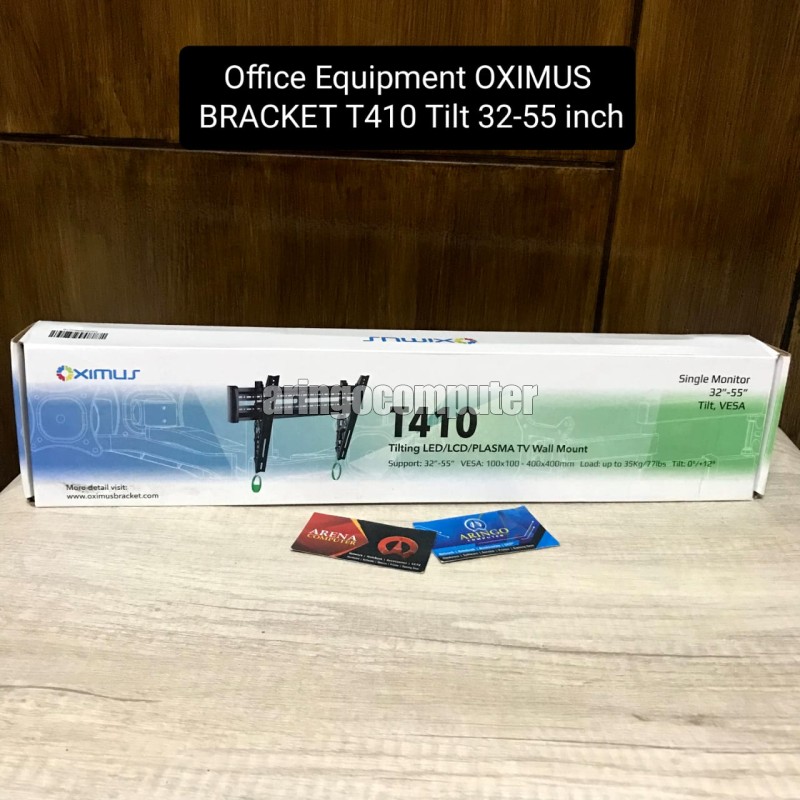 Office Equipment OXIMUS
BRACKET T410 Tilt 32-55 inch
OXIMUS
OXIMUS
Single Monitor
32"-55"
Tilt, VESA
aringocomputer
T410
Tilting LED/LCD/PLASMA TV Wall Mount
Support: 32"-55" VESA: 100x100 - 400x400mm Load: up to 35Kg/77lbs Tilt: 0°/+12°
More detail visit:
www.oximusbracket.com
ARENA
COMPUTER
ARINGO
COMPUTER